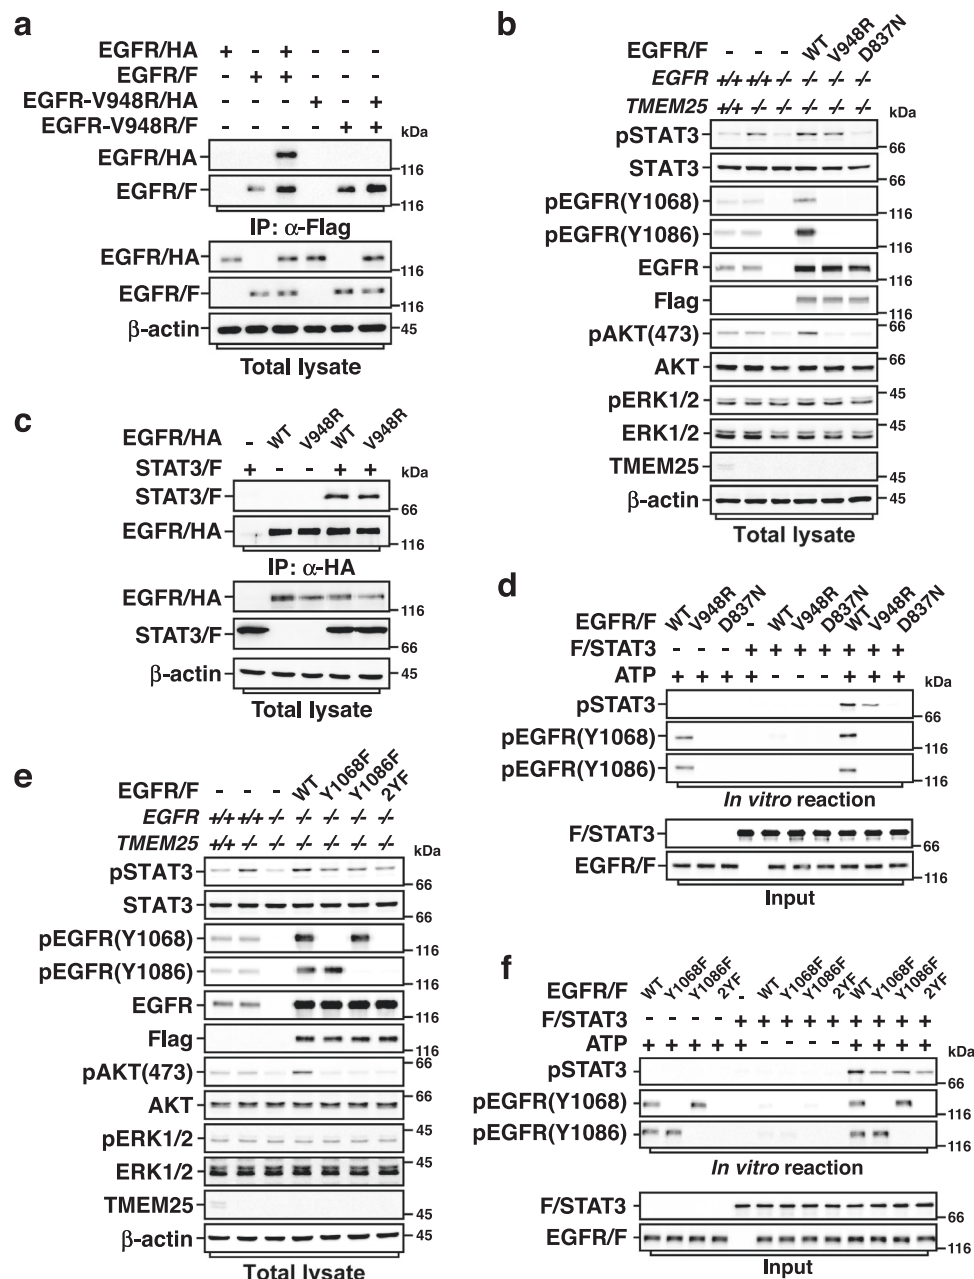 a
EGFR/HA + - + - - -
EGFR/F - + + - - -
EGFR-V948R/HA - - - + - +
EGFR-V948R/F - - - - + +
kDa
EGFR/HA
116
EGFR/F
116
IP: α-Flag
EGFR/HA
116
EGFR/F
116
β-actin 45
Total lysate
b
EGFR/F - - - WT V948R D837N
EGFR +/+ +/+ -/- -/- -/- -/-
TMEM25 +/+ -/- -/- -/- -/- -/-
kDa
pSTAT3
66
STAT3
66
pEGFR(Y1068)
116
pEGFR(Y1086)
116
EGFR
116
Flag
116
pAKT(473) 66
AKT 66
pERK1/2 45
ERK1/2 45
TMEM25
45
β-actin 45
Total lysate
c
EGFR/HA - WT V948R WT V948R
STAT3/F + - - + +
kDa
STAT3/F
66
EGFR/HA
116
IP: α-HA
EGFR/HA
116
STAT3/F
66
β-actin 45
Total lysate
d
EGFR/F WT V948R D837N - WT V948R D837N WT V948R D837N
F/STAT3 - - - + + + + + + +
ATP + + + + - - - + + +
kDa
pSTAT3
66
pEGFR(Y1068)
116
pEGFR(Y1086)
116
In vitro reaction
F/STAT3
66
EGFR/F
116
Input
e
EGFR/F - - - WT Y1068F Y1086F 2YF
EGFR +/+ +/+ -/- -/- -/- -/- -/-
TMEM25 +/+ -/- -/- -/- -/- -/- -/-
kDa
pSTAT3
66
STAT3
66
pEGFR(Y1068)
116
pEGFR(Y1086)
116
EGFR
116
Flag
116
pAKT(473) 66
AKT 66
pERK1/2 45
ERK1/2 45
TMEM25
45
β-actin 45
Total lysate
f
EGFR/F WT Y1068F Y1086F 2YF - WT Y1068F Y1086F 2YF WT Y1068F Y1086F 2YF
F/STAT3 - - - - + + + + + + + + +
ATP + + + + + - - - - + + + +
kDa
pSTAT3
66
pEGFR(Y1068)
116
pEGFR(Y1086)
116
In vitro reaction
F/STAT3
66
EGFR/F
116
Input